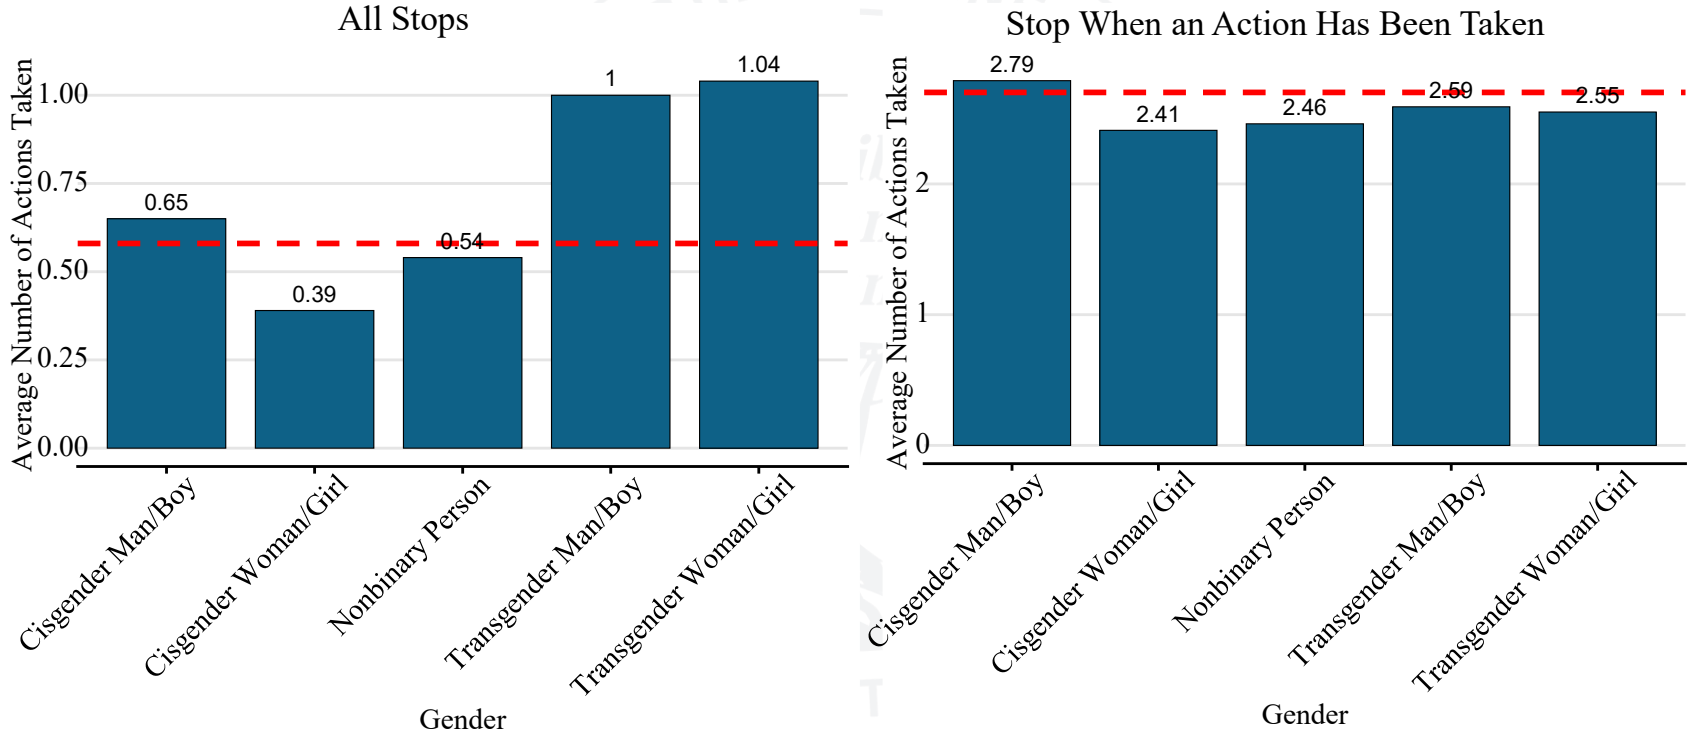 All Stops
Average Number of Actions Taken
1.00
0.75
0.50
0.25
0.00
0.65
0.39
0.54
1
1.04
Cisgender Man/Boy
Cisgender Woman/Girl
Nonbinary Person
Transgender Man/Boy
Transgender Woman/Girl
Gender
Stop When an Action Has Been Taken
Average Number of Actions Taken
2
1
0
2.79
2.41
2.46
2.59
2.55
Cisgender Man/Boy
Cisgender Woman/Girl
Nonbinary Person
Transgender Man/Boy
Transgender Woman/Girl
Gender